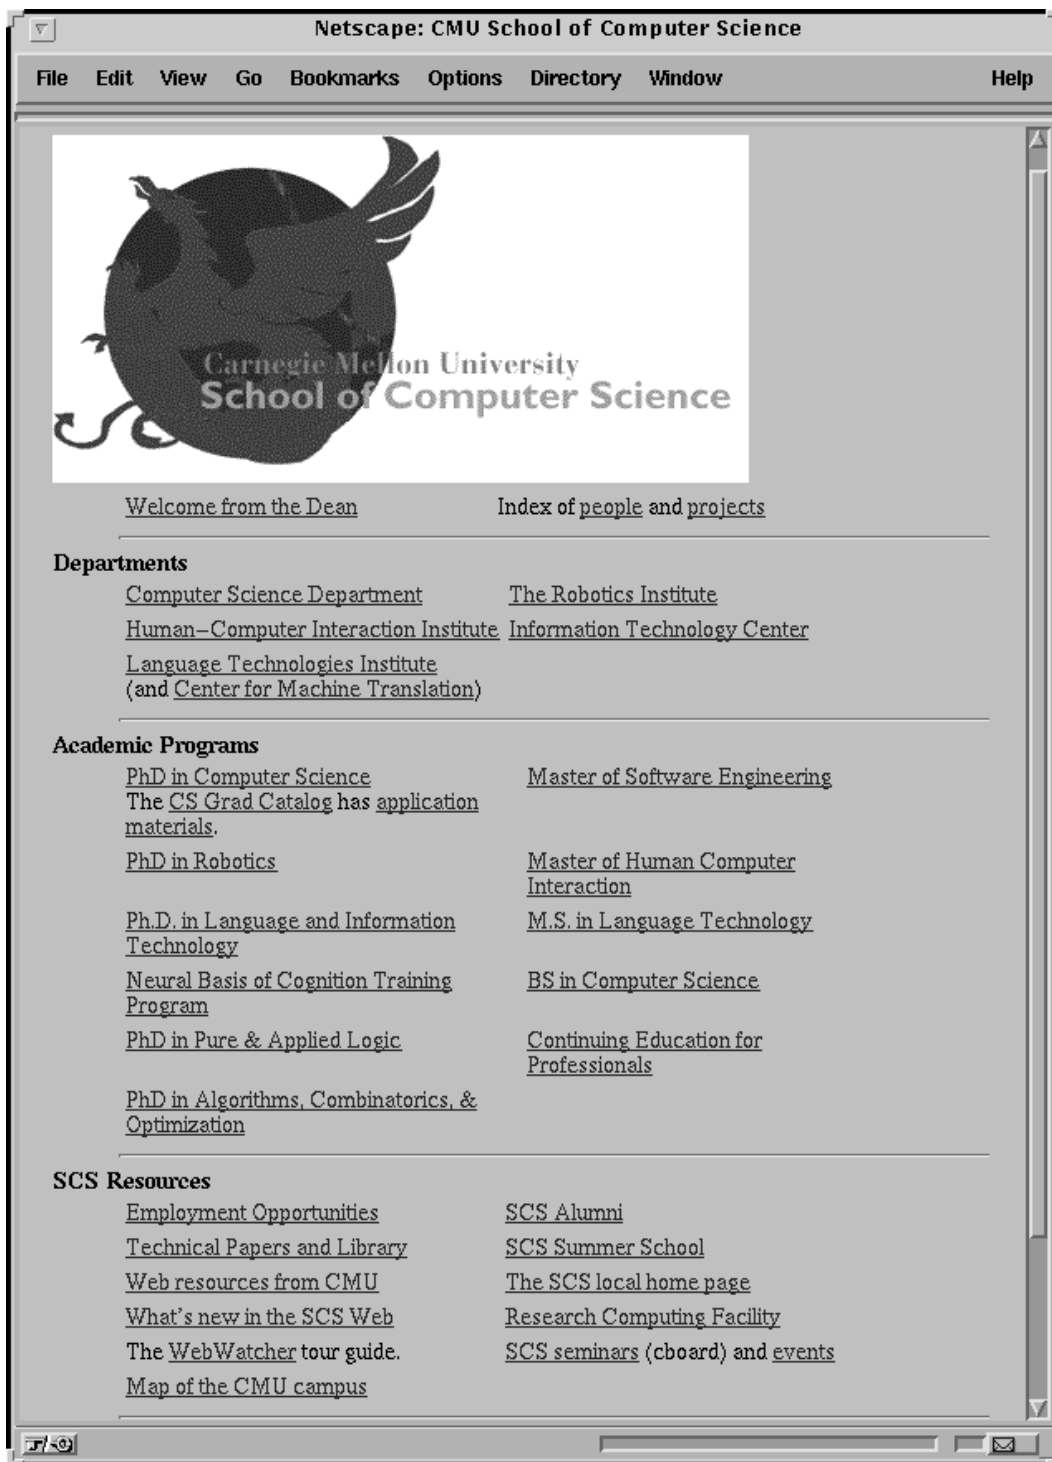 Netscape: CMU School of Computer Science
File Edit View Go Bookmarks Options Directory Window Help
Carnegie Mellon University
School of Computer Science
Welcome from the Dean Index of people and projects
Departments
Computer Science Department The Robotics Institute
Human–Computer Interaction Institute Information Technology Center
Language Technologies Institute
(and Center for Machine Translation)
Academic Programs
PhD in Computer Science Master of Software Engineering
The CS Grad Catalog has application
materials.
PhD in Robotics Master of Human Computer
Interaction
Ph.D. in Language and Information M.S. in Language Technology
Technology
Neural Basis of Cognition Training BS in Computer Science
Program
PhD in Pure & Applied Logic Continuing Education for
Professionals
PhD in Algorithms, Combinatorics, &
Optimization
SCS Resources
Employment Opportunities SCS Alumni
Technical Papers and Library SCS Summer School
Web resources from CMU The SCS local home page
What's new in the SCS Web Research Computing Facility
The WebWatcher tour guide. SCS seminars (cboard) and events
Map of the CMU campus